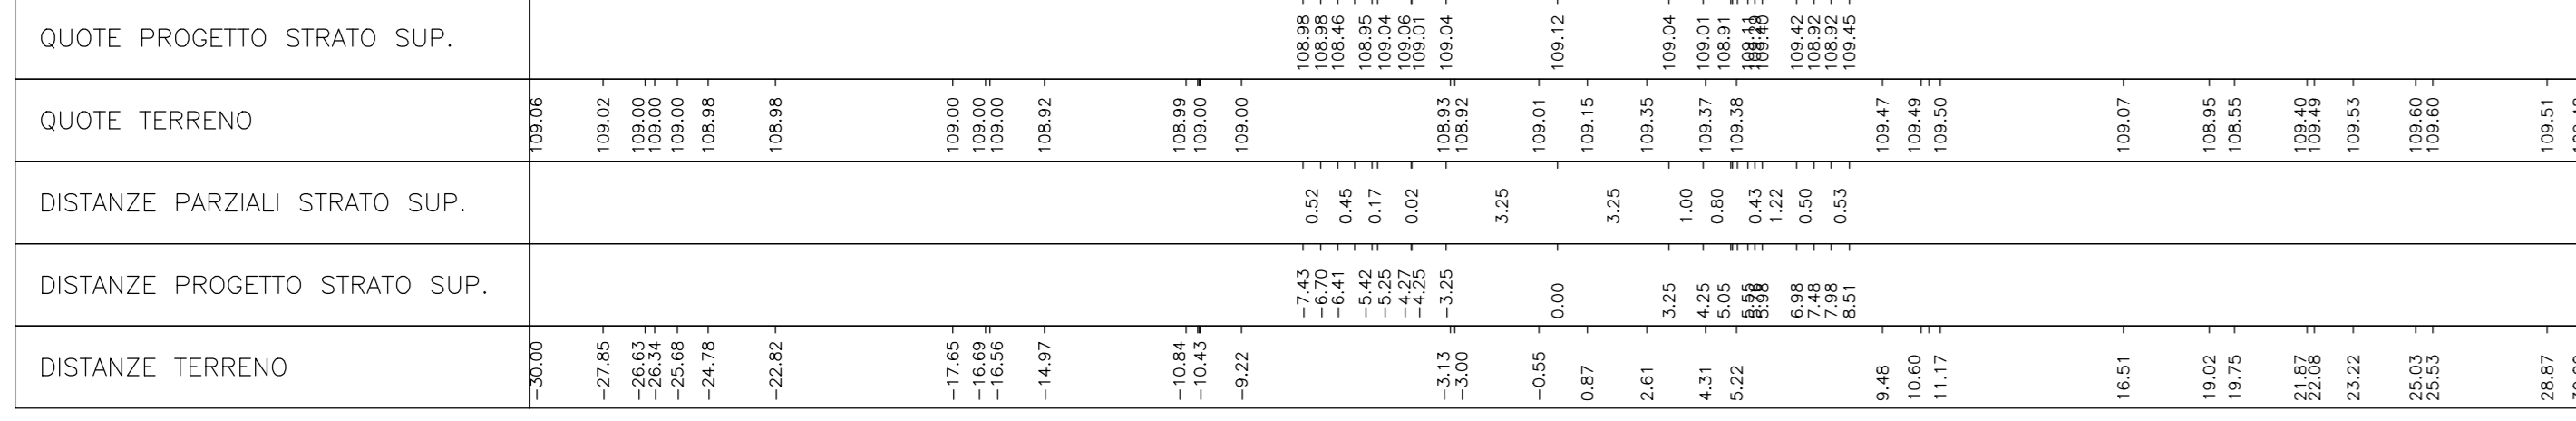 QUOTE PROGETTO STRATO SUP. 108.98 108.98 108.46 108.95 109.04 109.06 109.01 109.04 109.12 109.04 109.01 108.91 109.11 109.40 109.42 108.92 108.92 109.45
QUOTE TERRENO 109.06 109.02 109.00 109.00 109.00 108.98 108.98 109.00 109.00 109.00 108.92 108.99 109.00 109.00 108.93 108.92 109.01 109.15 109.35 109.37 109.38 109.47 109.49 109.50 109.07 108.95 108.55 109.40 109.49 109.53 109.60 109.60 109.51
DISTANZE PARZIALI STRATO SUP. 0.52 0.45 0.17 0.02 3.25 3.25 1.00 0.80 0.43 1.22 0.50 0.53
DISTANZE PROGETTO STRATO SUP. -7.43 -6.70 -6.41 -5.42 -5.25 -4.27 -4.25 -3.25 0.00 3.25 4.25 5.05 5.55 5.98 6.98 7.48 7.98 8.51
DISTANZE TERRENO -30.00 -27.85 -26.63 -26.34 -25.68 -24.78 -22.82 -17.65 -16.69 -16.56 -14.97 -10.84 -10.43 -9.22 -3.13 -3.00 -0.55 0.87 2.61 4.31 5.22 9.48 10.60 11.17 16.51 19.02 19.75 21.87 22.08 23.22 25.03 25.53 28.87